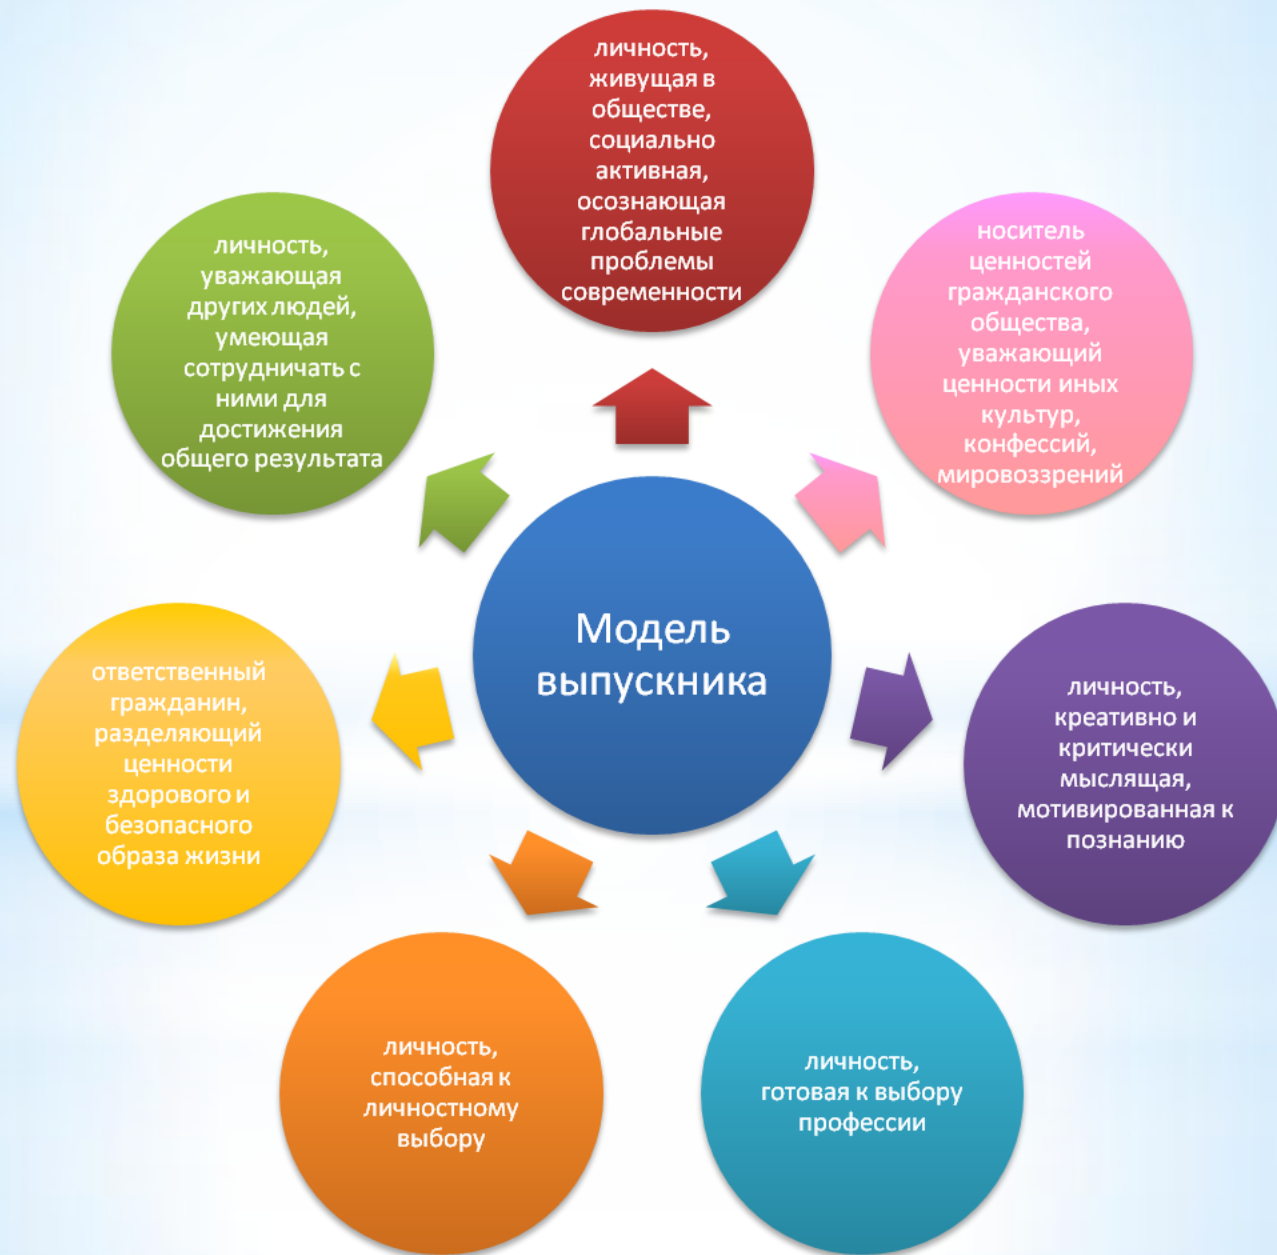 личность,
живущая в
обществе,
социально
активная,
осознающая
глобальные
проблемы
современности
носитель
ценностей
гражданского
общества,
уважающий
ценности иных
культур,
конфессий,
мировоззрений
личность,
креативно и
критически
мыслящая,
мотивированная к
познанию
личность,
готовая к выбору
профессии
личность,
способная к
личностному
выбору
ответственный
гражданин,
разделяющий
ценности
здорового и
безопасного
образа жизни
личность,
уважающая
других людей,
умеющая
сотрудничать с
ними для
достижения
общего результата
Модель
выпускника